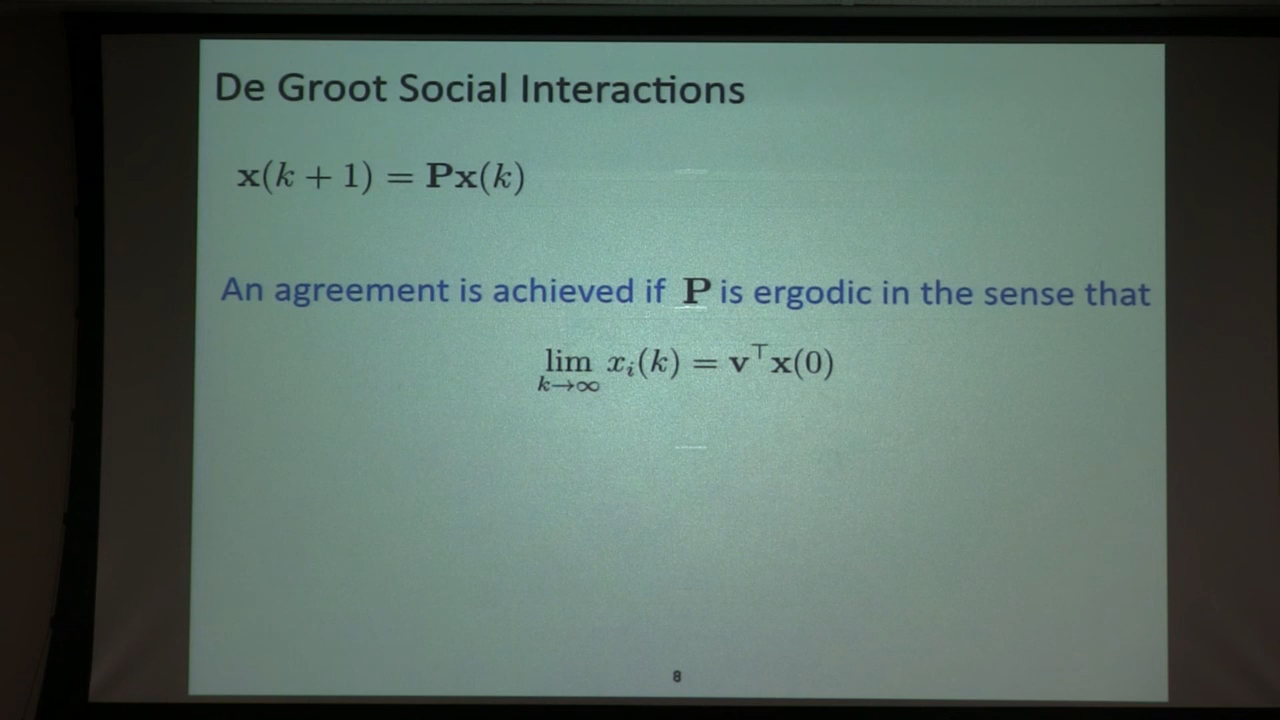 De Groot Social Interactions
x(k + 1) = Px(k)
An agreement is achieved if P is ergodic in the sense that
lim x_i(k) = v^⊤x(0)
k→∞
8